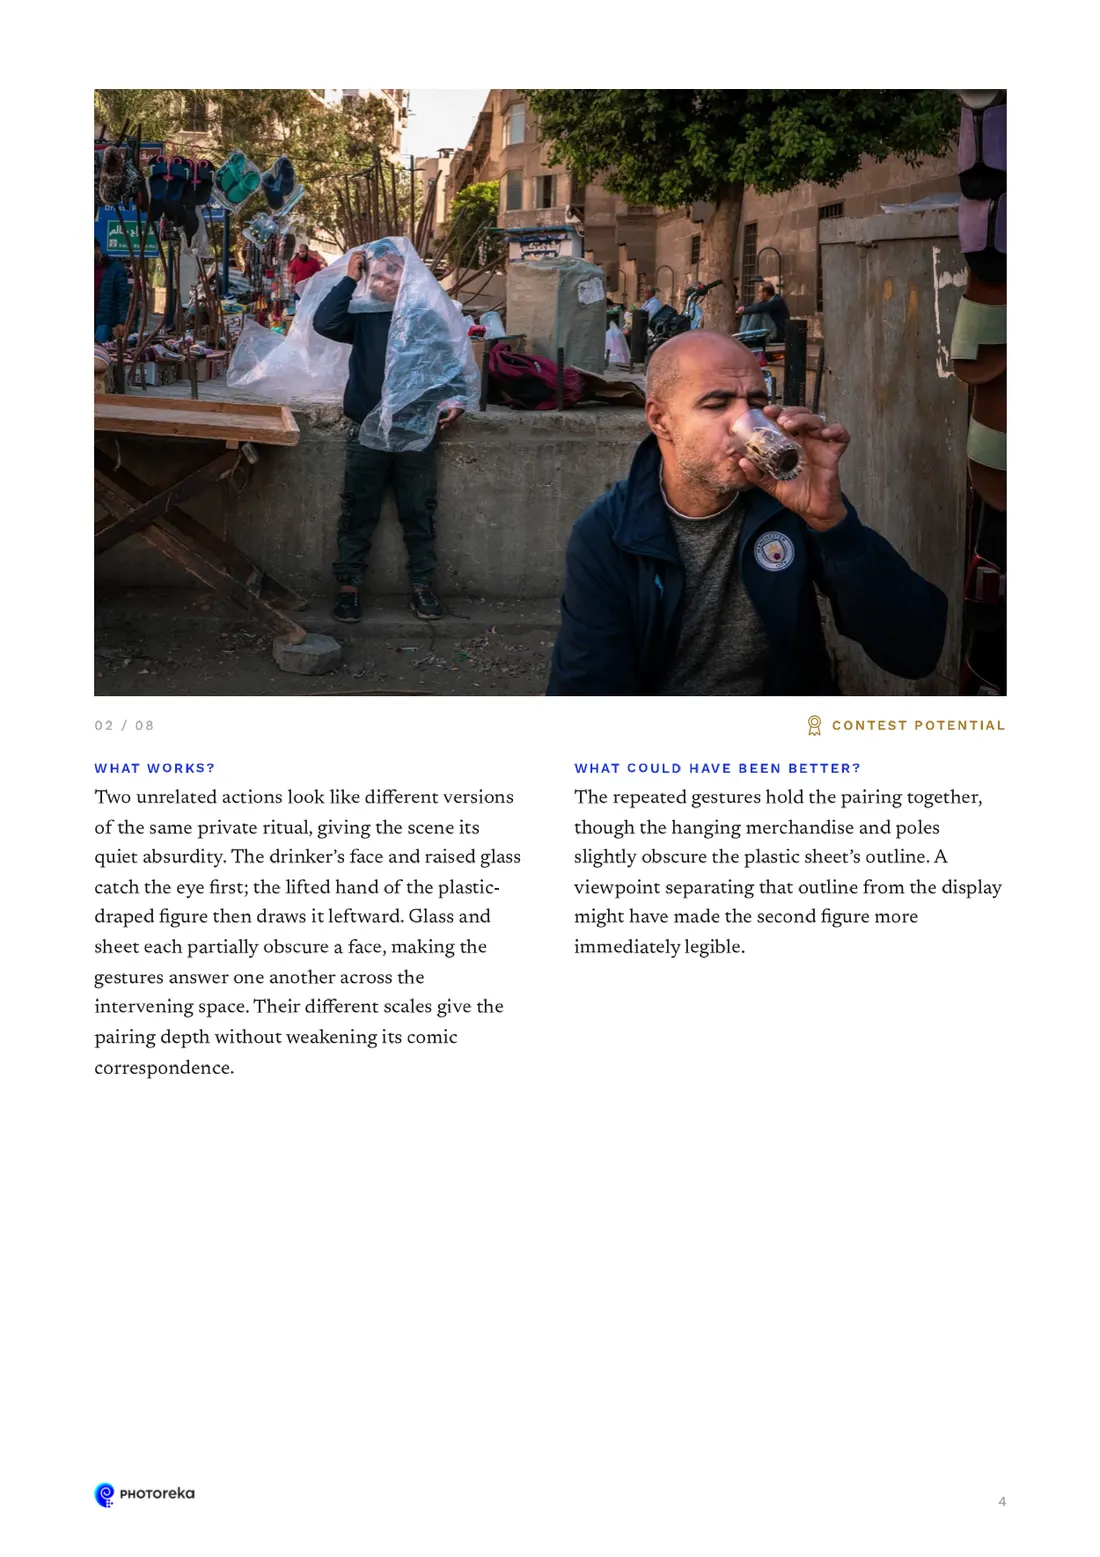 02 / 08
CONTEST POTENTIAL
WHAT WORKS?
Two unrelated actions look like different versions
of the same private ritual, giving the scene its
quiet absurdity. The drinker’s face and raised glass
catch the eye first; the lifted hand of the plastic-
draped figure then draws it leftward. Glass and
sheet each partially obscure a face, making the
gestures answer one another across the
intervening space. Their different scales give the
pairing depth without weakening its comic
correspondence.
WHAT COULD HAVE BEEN BETTER?
The repeated gestures hold the pairing together,
though the hanging merchandise and poles
slightly obscure the plastic sheet’s outline. A
viewpoint separating that outline from the display
might have made the second figure more
immediately legible.
PHOTOreka
4